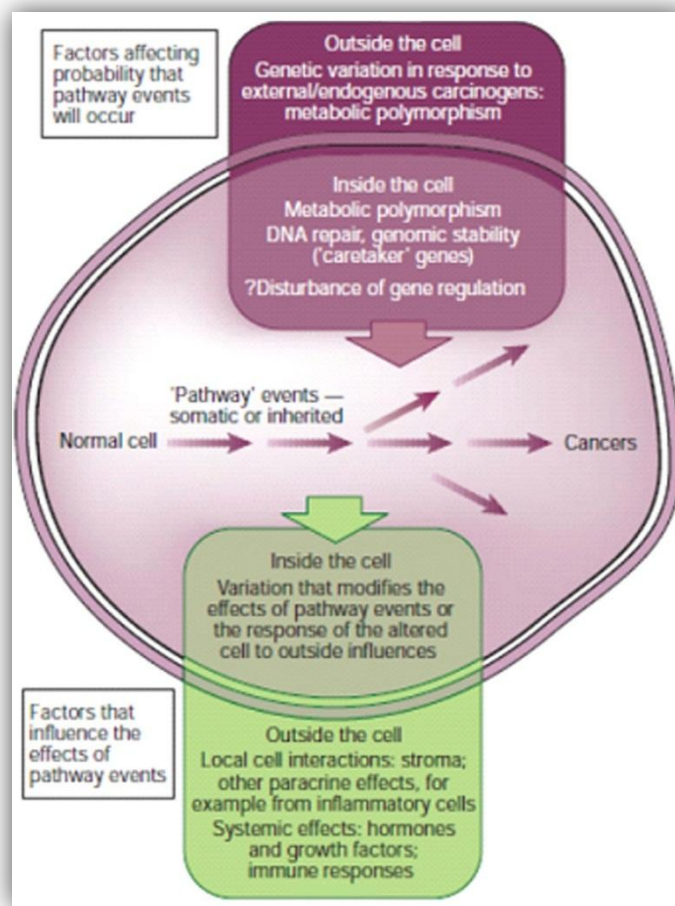 Factors affecting
probability that
pathway events
will occur
Outside the cell
Genetic variation in response to
external/endogenous carcinogens:
metabolic polymorphism
Inside the cell
Metabolic polymorphism
DNA repair, genomic stability
('caretaker' genes)
?Disturbance of gene regulation
'Pathway' events —
somatic or inherited
Normal cell
Cancers
Inside the cell
Variation that modifies the
effects of pathway events or
the response of the altered
cell to outside influences
Factors that
influence the
effects of
pathway events
Outside the cell
Local cell interactions: stroma;
other paracrine effects, for
example from inflammatory cells
Systemic effects: hormones
and growth factors;
immune responses